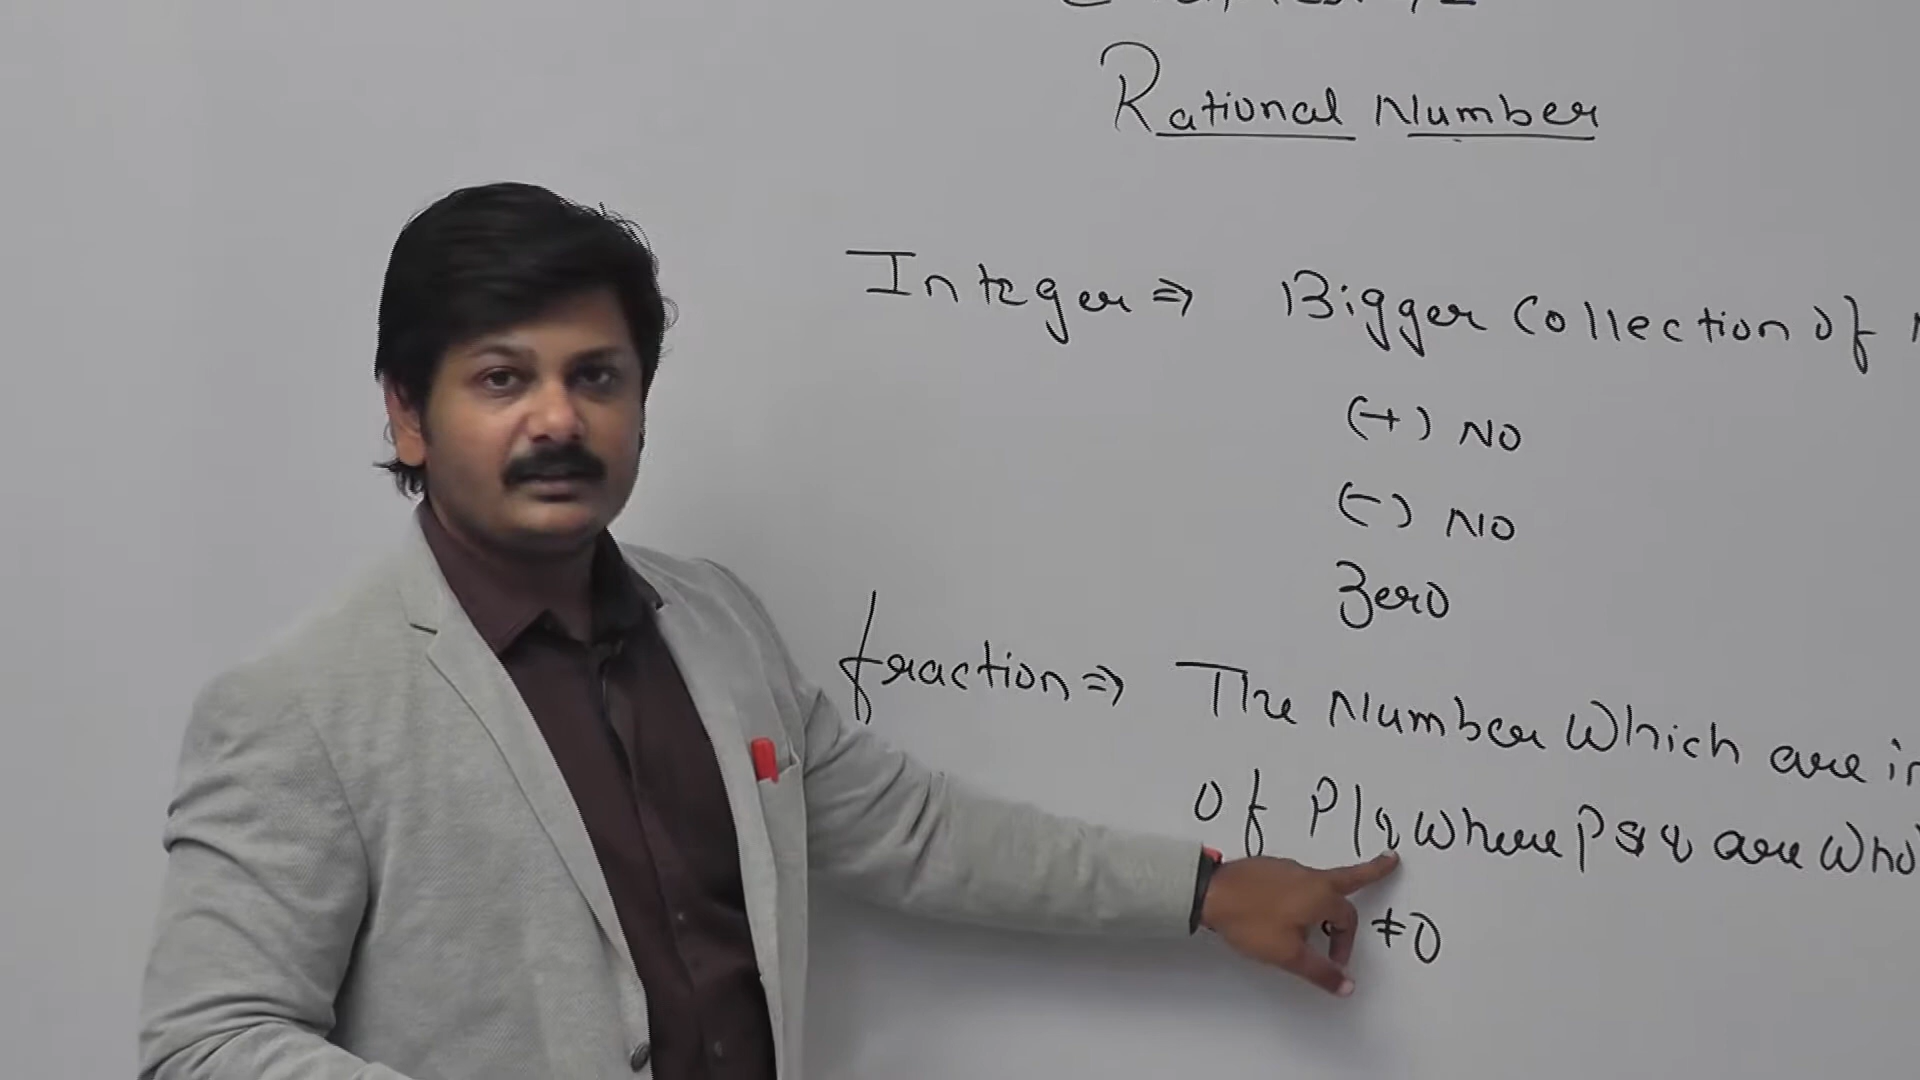 Rational Number
Integer ⇒ Bigger Collection of
(+) NO
(-) NO
Zero
fraction ⇒ The Number Which are in
of P/q where P & q are Who
≠0